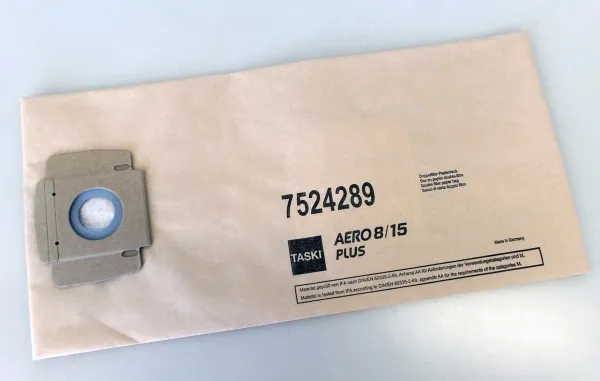 7524289
Doppelfilter Papiersack
Sac en papier double-filtre
Double filter paper bag
Sacco di carta doppio filtro
TASKI
AERO 8/15
PLUS
Made in Germany
Material geprüft von IFA nach DIN/EN 60335-2-69, Anhang AA für Anforderungen der Verwendungskategorien und M.
Material is tested from IFA according to DIN/EN 60335-2-69, appendix AA for the requirements of the categories M.